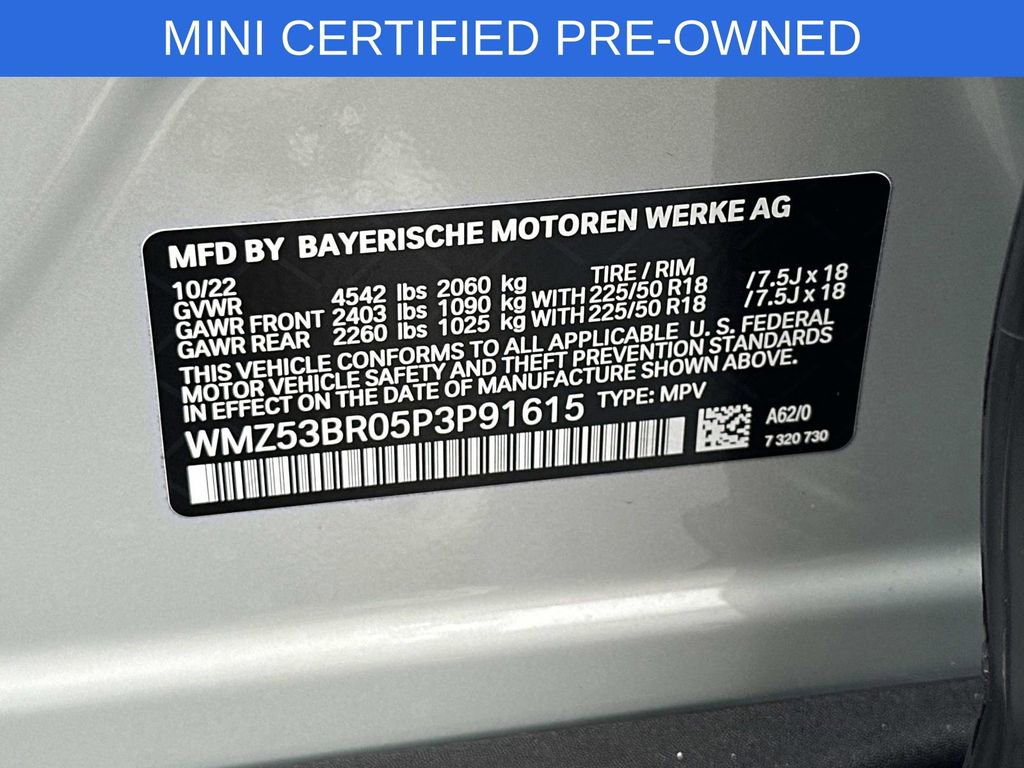 MINI CERTIFIED PRE-OWNED
MFD BY BAYERISCHE MOTOREN WERKE AG
10/22 TIRE / RIM
GVWR 4542 lbs 2060 kg
GAWR FRONT 2403 lbs 1090 kg WITH 225/50 R18 /7.5J x 18
GAWR REAR 2260 lbs 1025 kg WITH 225/50 R18 /7.5J x 18
THIS VEHICLE CONFORMS TO ALL APPLICABLE U. S. FEDERAL
MOTOR VEHICLE SAFETY AND THEFT PREVENTION STANDARDS
IN EFFECT ON THE DATE OF MANUFACTURE SHOWN ABOVE.
WMZ53BR05P3P91615 TYPE: MPV
A62/0
7 320 730